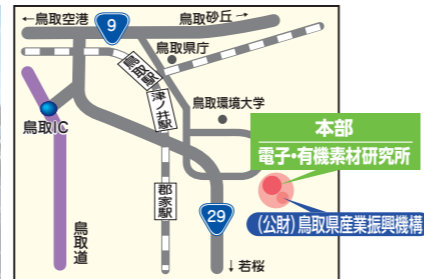 ←鳥取空港
鳥取砂丘→
9
鳥取県庁
鳥取駅
津ノ井駅
鳥取環境大学
鳥取IC
本部
電子・有機素材研究所
郡家駅
鳥取道
29
(公財)鳥取県産業振興機構
↓若桜